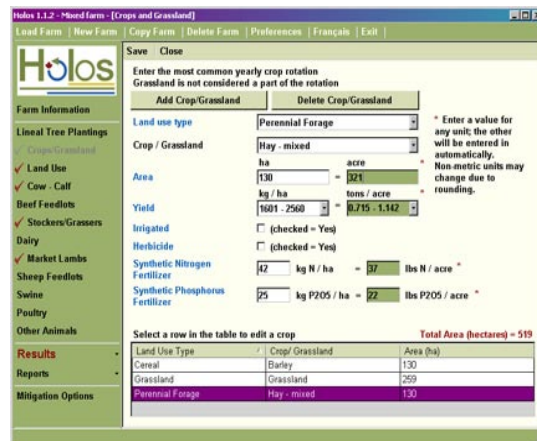 Holos 1.1.2 - Mixed farm - [Crops and Grassland]
Load Farm | New Farm | Copy Farm | Delete Farm | Preferences | Français | Exit |
Holos
Farm Information
Lineal Tree Plantings
Crops/Grassland
Land Use
Cow - Calf
Beef Feedlots
Stockers/Grassers
Dairy
Market Lambs
Sheep Feedlots
Swine
Poultry
Other Animals
Results
Reports
Mitigation Options
Save Close
Enter the most common yearly crop rotation
Grassland is not considered a part of the rotation
Add Crop/Grassland Delete Crop/Grassland
Land use type Perennial Forage
Crop / Grassland Hay - mixed
ha acre
Area 130 = 321 *
kg / ha tons / acre
Yield 1601 - 2560 = 0.715 - 1.142 *
Irrigated (checked = Yes)
Herbicide (checked = Yes)
Synthetic Nitrogen
Fertilizer 42 kg N / ha = 37 lbs N / acre *
Synthetic Phosphorus
Fertilizer 25 kg P2O5 / ha = 22 lbs P2O5 / acre *
* Enter a value for
any unit; the other
will be entered in
automatically.
Non-metric units may
change due to
rounding.
Select a row in the table to edit a crop Total Area (hectares) = 519
Land Use Type Crop/ Grassland Area (ha)
Cereal Barley 130
Grassland Grassland 259
Perennial Forage Hay - mixed 130